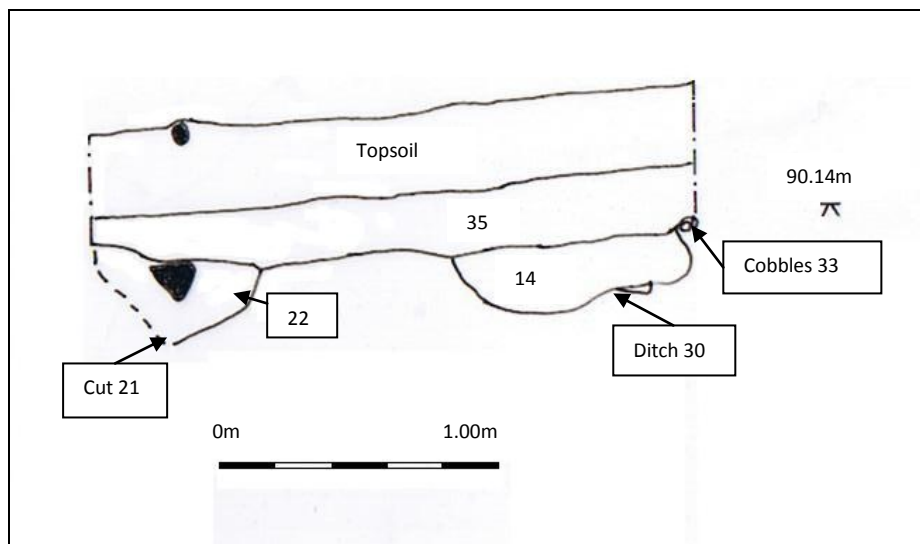 Topsoil
90.14m
35
Cobbles 33
14
22
Ditch 30
Cut 21
0m 1.00m